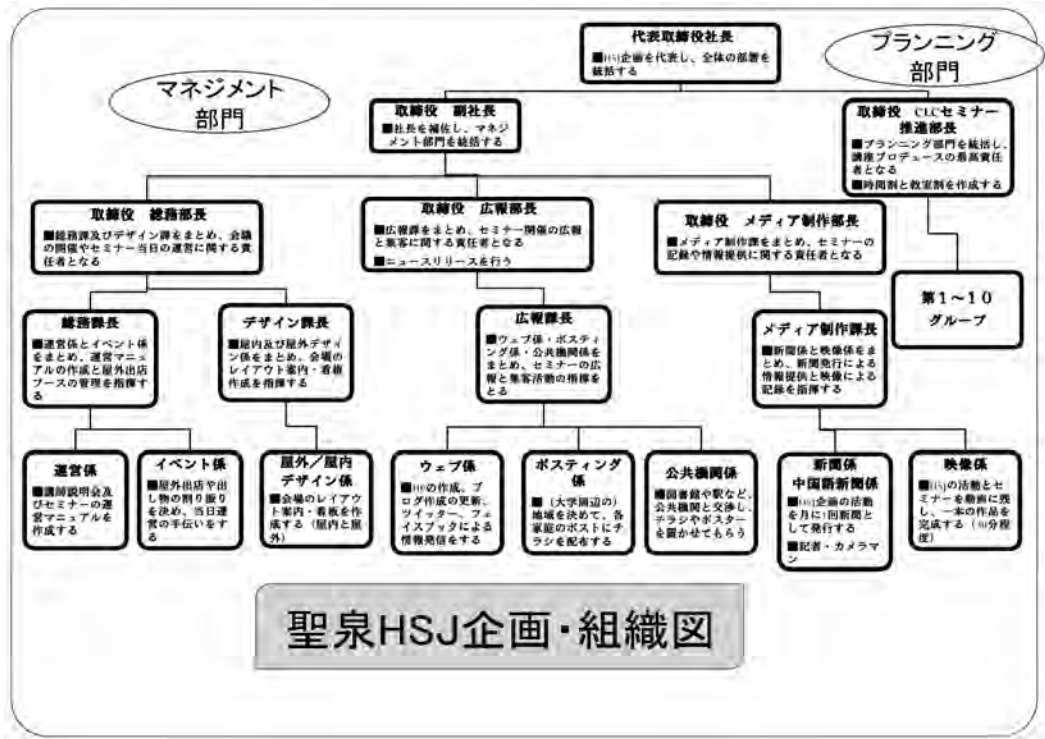 代表取締役社長
■HSJ企画を代表し、全体の部署を
統括する
プランニング
部門
マネジメント
部門
取締役 副社長
■社長を補佐し、マネジ
メント部門を統括する
取締役 CLCセミナー
推進部長
■プランニング部門を統括し、
講座プロデュースの最高責任
者となる
■時間割と教室割を作成する
取締役 総務部長
■総務課及びデザイン課をまとめ、会議
の開催やセミナー当日の運営に関する責
任者となる
取締役 広報部長
■広報課をまとめ、セミナー開催の広報
と集客に関する責任者となる
■ニュースリリースを行う
取締役 メディア制作部長
■メディア制作課をまとめ、セミナーの
記録や情報提供に関する責任者となる
第1~10
グループ
総務課長
■運営係とイベント係
をまとめ、運営マニュ
アルの作成と屋外出店
ブースの管理を指揮す
る
デザイン課長
■屋内及び屋外デザイ
ン係をまとめ、会場の
レイアウト案内・看板
作成を指揮する
広報課長
■ウェブ係・ポスティ
ング係・公共機関係を
まとめ、セミナーの広
報と集客活動の指導を
とる
メディア制作課長
■新聞係と映像係をま
とめ、新聞発行による
情報提供と映像による
記録を指揮する
運営係
■講師説明会及
びセミナーの運
営マニュアルを
作成する
イベント係
■屋外出店や出
し物の割り振り
を決め、当日運
営の手伝いをす
る
屋外/屋内
デザイン係
■会場のレイアウ
ト案内・看板を
作成する(屋内と屋
外)
ウェブ係
■HPの作成、ブ
ログ作成の更新、
ツイッター、フェ
イスブックによる
情報発信をする
ポスティング
係
■(大学周辺の)
地域を決めて、各
家庭のポストにチ
ラシを配布する
公共機関係
■図書館や駅など、
公共機関と交渉し、
チラシやポスター
を置かせてもらう
新聞係
中国語新聞係
■HSJ企画の活動
を月に1回新聞と
して発行する
■記者・カメラマ
ン
映像係
■HSJの活動とセ
ミナーを動画に残
し、一本の作品を
完成する(90分程
度)
聖泉HSJ企画・組織図